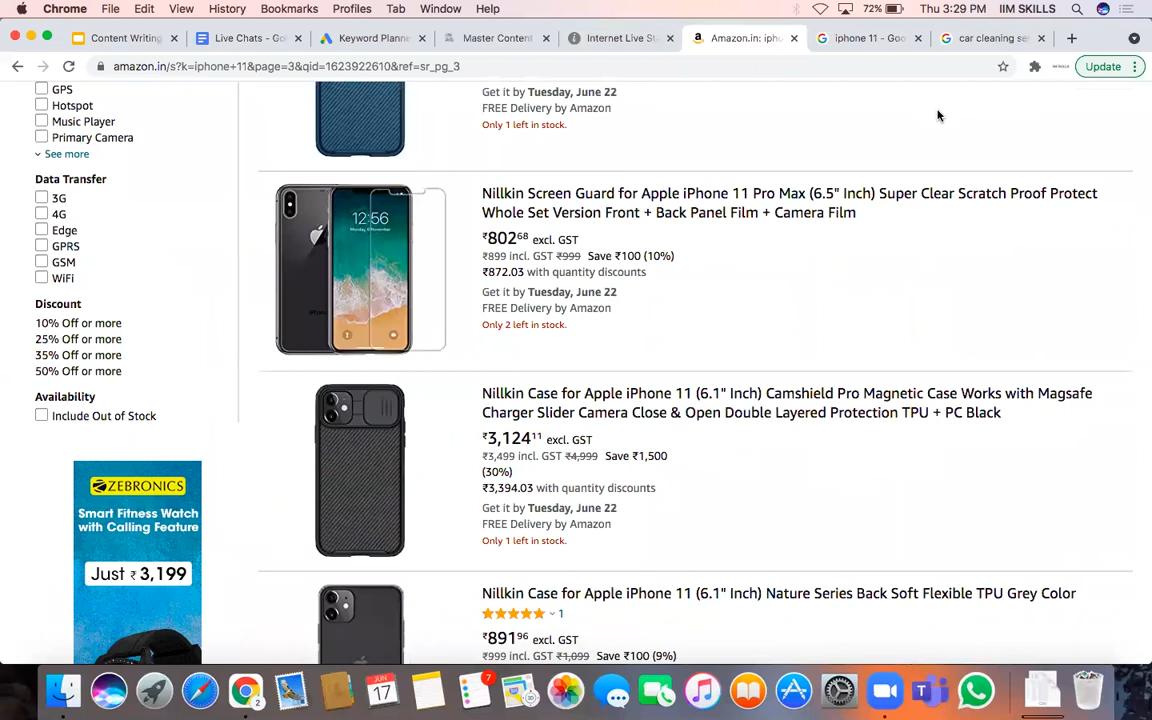 Chrome File Edit View History Bookmarks Profiles Tab Window Help 72% Thu 3:29 PM IIM SKILLS
Content Writing Live Chats - Go Keyword Planne Master Content Internet Live St Amazon.in: ipho iphone 11 - Goo car cleaning se
amazon.in/s?k=iphone+11&page=3&qid=1623922610&ref=sr_pg_3 Update
GPS
Hotspot
Music Player
Primary Camera
See more
Data Transfer
3G
4G
Edge
GPRS
GSM
WiFi
Discount
10% Off or more
25% Off or more
35% Off or more
50% Off or more
Availability
Include Out of Stock
ZEBRONICS
Smart Fitness Watch
with Calling Feature
Just ₹ 3,199
Get it by Tuesday, June 22
FREE Delivery by Amazon
Only 1 left in stock.
12:56
Nillkin Screen Guard for Apple iPhone 11 Pro Max (6.5" Inch) Super Clear Scratch Proof Protect
Whole Set Version Front + Back Panel Film + Camera Film
₹802⁶⁸ excl. GST
₹899 incl. GST ₹999 Save ₹100 (10%)
₹872.03 with quantity discounts
Get it by Tuesday, June 22
FREE Delivery by Amazon
Only 2 left in stock.
Nillkin Case for Apple iPhone 11 (6.1" Inch) Camshield Pro Magnetic Case Works with Magsafe
Charger Slider Camera Close & Open Double Layered Protection TPU + PC Black
₹3,124¹¹ excl. GST
₹3,499 incl. GST ₹4,999 Save ₹1,500
(30%)
₹3,394.03 with quantity discounts
Get it by Tuesday, June 22
FREE Delivery by Amazon
Only 1 left in stock.
Nillkin Case for Apple iPhone 11 (6.1" Inch) Nature Series Back Soft Flexible TPU Grey Color
1
₹891⁹⁶ excl. GST
₹999 incl. GST ₹1,099 Save ₹100 (9%)
2
JUN
17
7